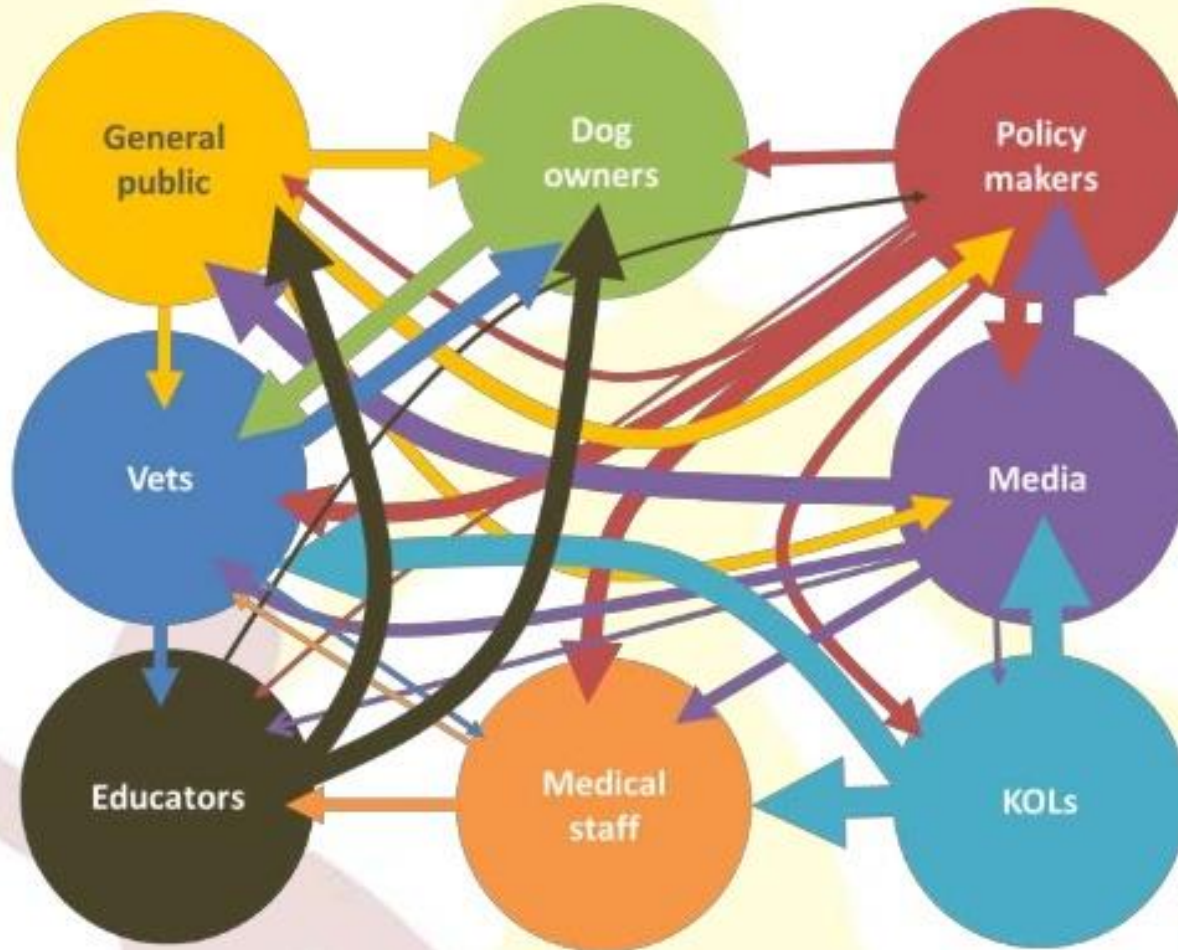 General
public
Dog
owners
Policy
makers
Vets
Media
Educators
Medical
staff
KOLs